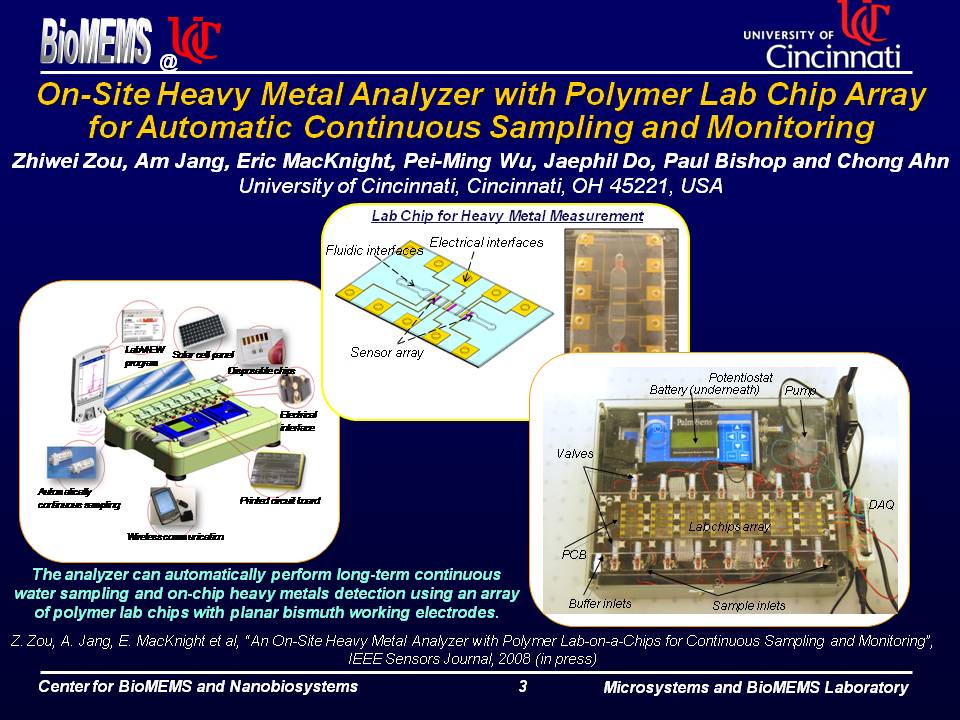 BioMEMS
@
UC
UNIVERSITY OF
Cincinnati
On-Site Heavy Metal Analyzer with Polymer Lab Chip Array
for Automatic Continuous Sampling and Monitoring
Zhiwei Zou, Am Jang, Eric MacKnight, Pei-Ming Wu, Jaephil Do, Paul Bishop and Chong Ahn
University of Cincinnati, Cincinnati, OH 45221, USA
Lab Chip for Heavy Metal Measurement
Fluidic interfaces
Electrical interfaces
Sensor array
LabVIEW
program
Solar cell panel
Disposable chips
Electrical
interface
Automatically
continuous sampling
Printed circuit board
Wireless communication
Potentiostat
Battery (underneath)
Pump
PalmSens
Valves
DAQ
Labchips array
PCB
Buffer inlets
Sample inlets
The analyzer can automatically perform long-term continuous
water sampling and on-chip heavy metals detection using an array
of polymer lab chips with planar bismuth working electrodes.
Z. Zou, A. Jang, E. MacKnight et al, “An On-Site Heavy Metal Analyzer with Polymer Lab-on-a-Chips for Continuous Sampling and Monitoring”,
IEEE Sensors Journal, 2008 (in press)
Center for BioMEMS and Nanobiosystems
3
Microsystems and BioMEMS Laboratory